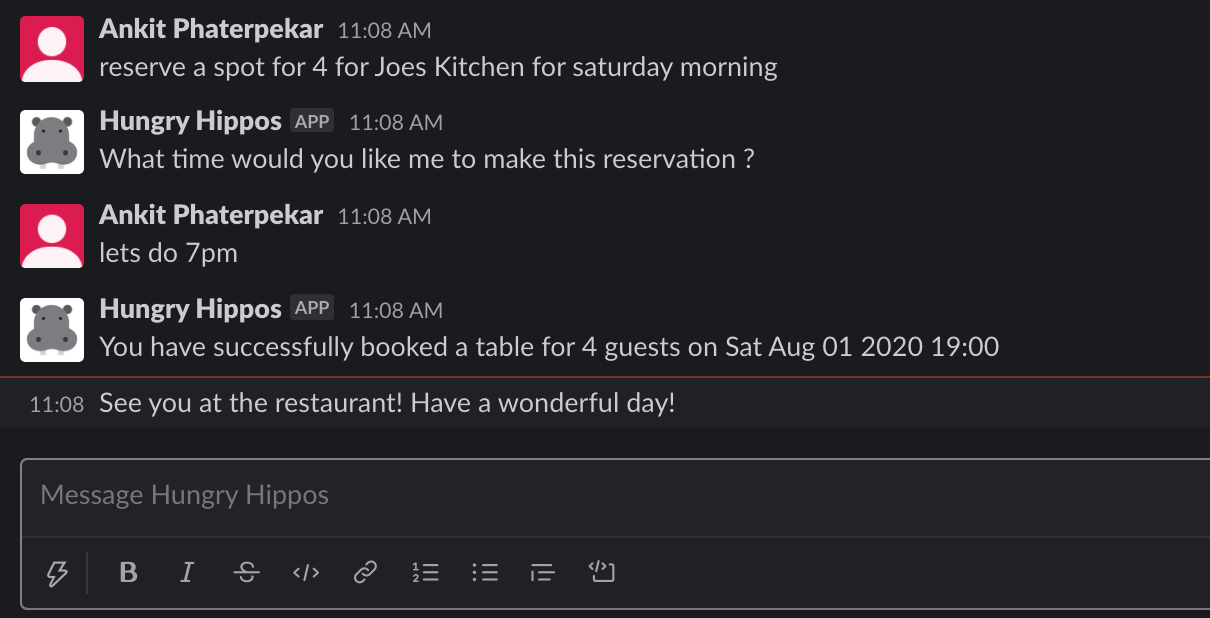 Ankit Phaterpekar 11:08 AM
reserve a spot for 4 for Joes Kitchen for saturday morning
Hungry Hippos APP 11:08 AM
What time would you like me to make this reservation ?
Ankit Phaterpekar 11:08 AM
lets do 7pm
Hungry Hippos APP 11:08 AM
You have successfully booked a table for 4 guests on Sat Aug 01 2020 19:00
11:08 See you at the restaurant! Have a wonderful day!
Message Hungry Hippos